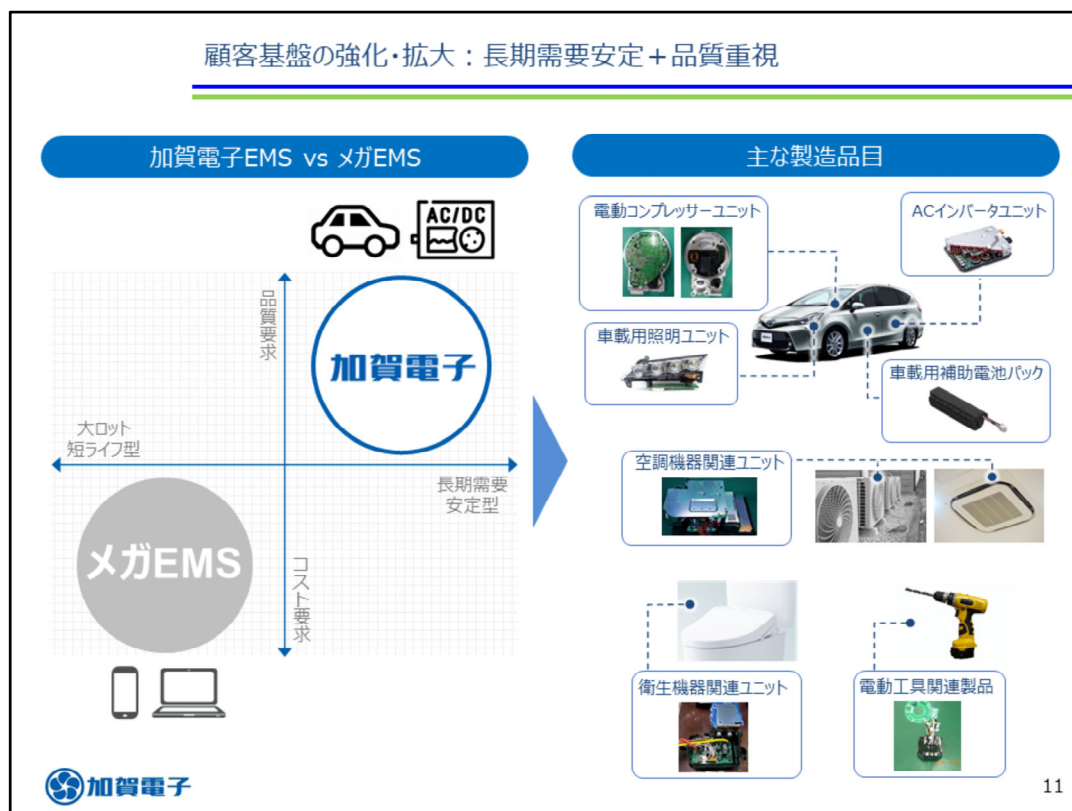 顧客基盤の強化・拡大：長期需要安定＋品質重視
加賀電子EMS vs メガEMS
AC/DC
品質要求
加賀電子
大ロット
短ライフ型
長期需要
安定型
メガEMS
コスト要求
主な製造品目
電動コンプレッサーユニット
ACインバータユニット
車載用照明ユニット
車載用補助電池パック
空調機器関連ユニット
衛生機器関連ユニット
電動工具関連製品
加賀電子
11